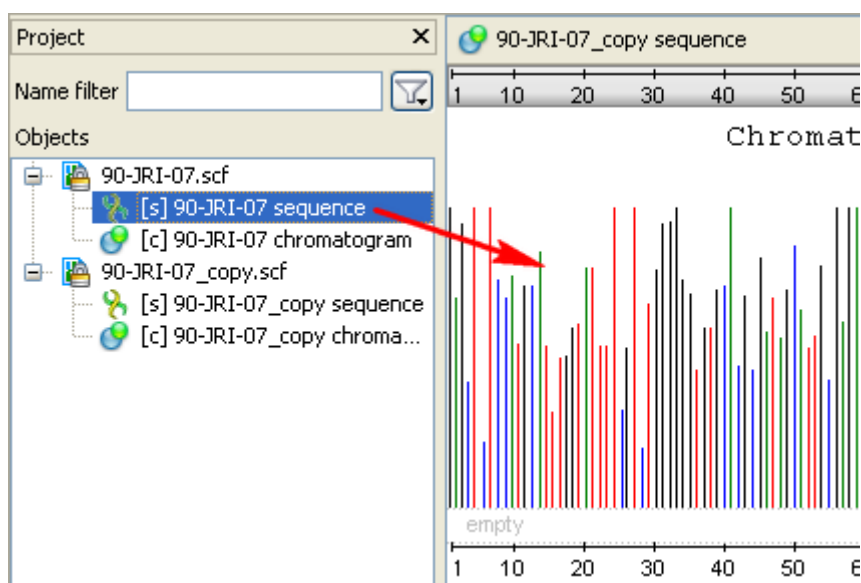 Project
Name filter
Objects
90-JRI-07.scf
[s] 90-JRI-07 sequence
[c] 90-JRI-07 chromatogram
90-JRI-07_copy.scf
[s] 90-JRI-07_copy sequence
[c] 90-JRI-07_copy chroma...
90-JRI-07_copy sequence
1 10 20 30 40 50 6
Chromat
empty
1 10 20 30 40 50 6